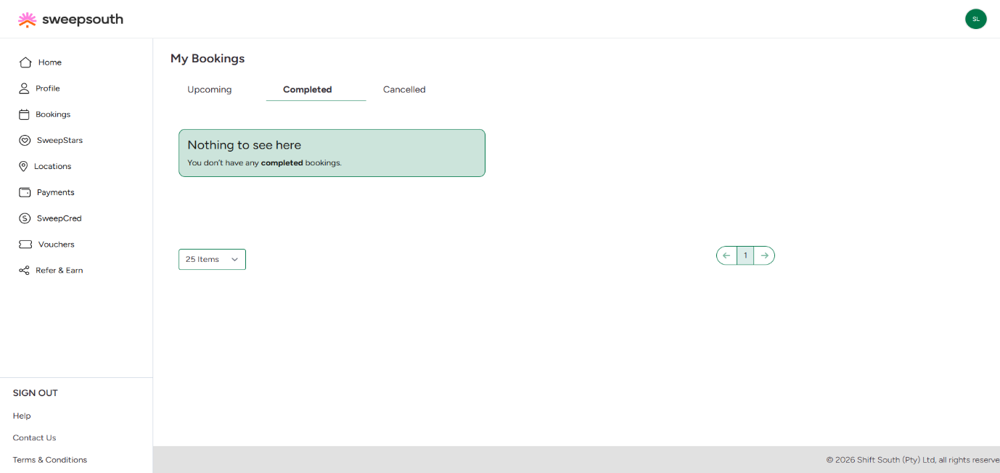 sweepsouth
SL
Home
Profile
Bookings
SweepStars
Locations
Payments
SweepCred
Vouchers
Refer & Earn
SIGN OUT
Help
Contact Us
Terms & Conditions
My Bookings
Upcoming Completed Cancelled
Nothing to see here
You don't have any completed bookings.
25 Items
1
© 2026 Shift South (Pty) Ltd, all rights reserve